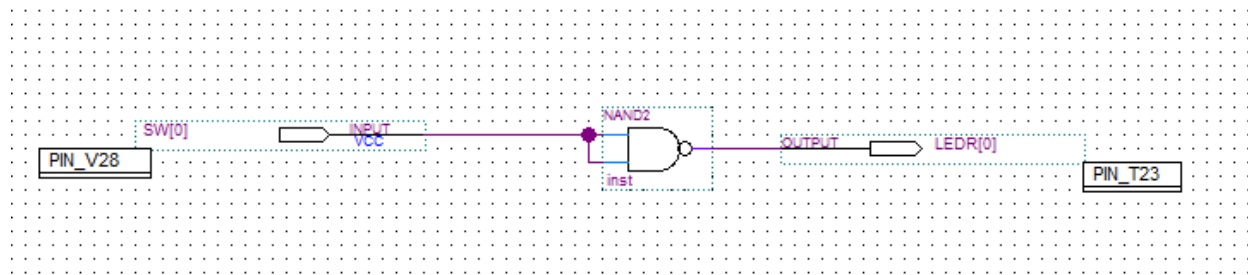 NAND2
SW[0]
INPUT
VCC
OUTPUT
LEDR[0]
PIN_V28
PIN_T23
inst